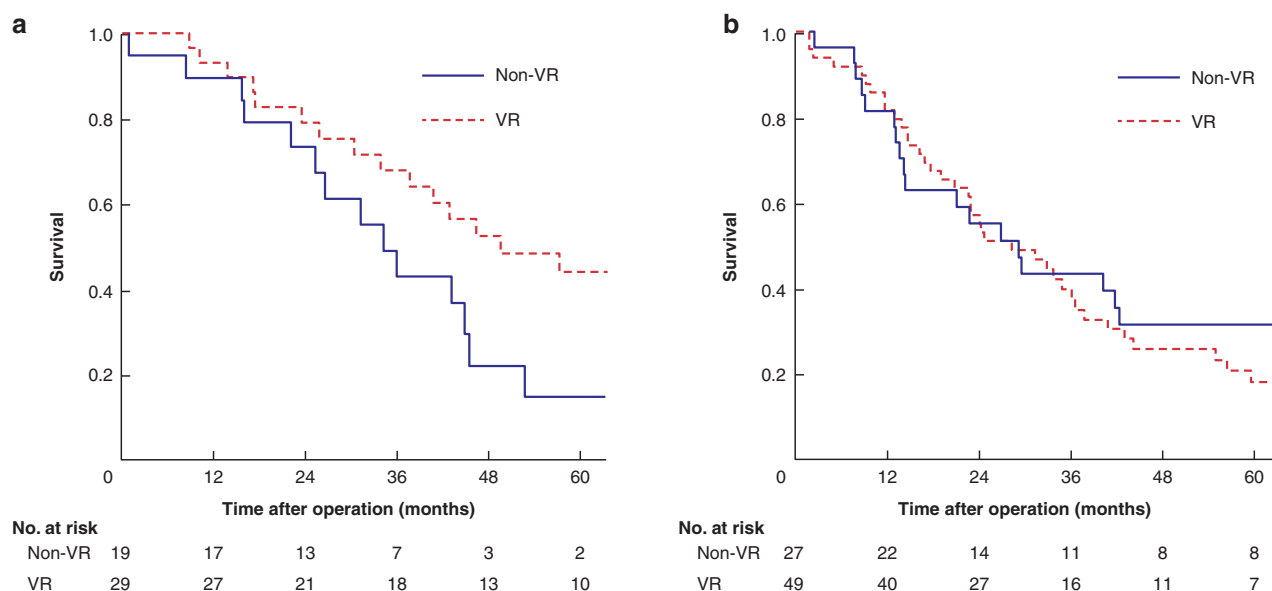 a
1.0
0.8
0.6
0.4
0.2
0
Survival
Non-VR
VR
12 24 36 48 60
Time after operation (months)
No. at risk
Non-VR 19 17 13 7 3 2
VR 29 27 21 18 13 10
b
1.0
0.8
0.6
0.4
0.2
0
Survival
Non-VR
VR
12 24 36 48 60
Time after operation (months)
No. at risk
Non-VR 27 22 14 11 8 8
VR 49 40 27 16 11 7